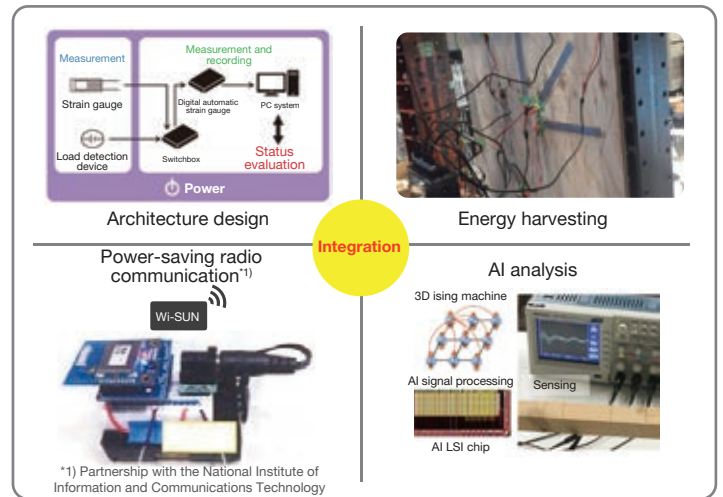 Measurement
Measurement and
recording
Strain gauge
Digital automatic
strain gauge
PC system
Load detection
device
Switchbox
Status
evaluation
Power
Architecture design
Energy harvesting
Integration
Power-saving radio
communication*1)
Wi-SUN
*1) Partnership with the National Institute of
Information and Communications Technology
AI analysis
3D ising machine
AI signal processing
Sensing
AI LSI chip